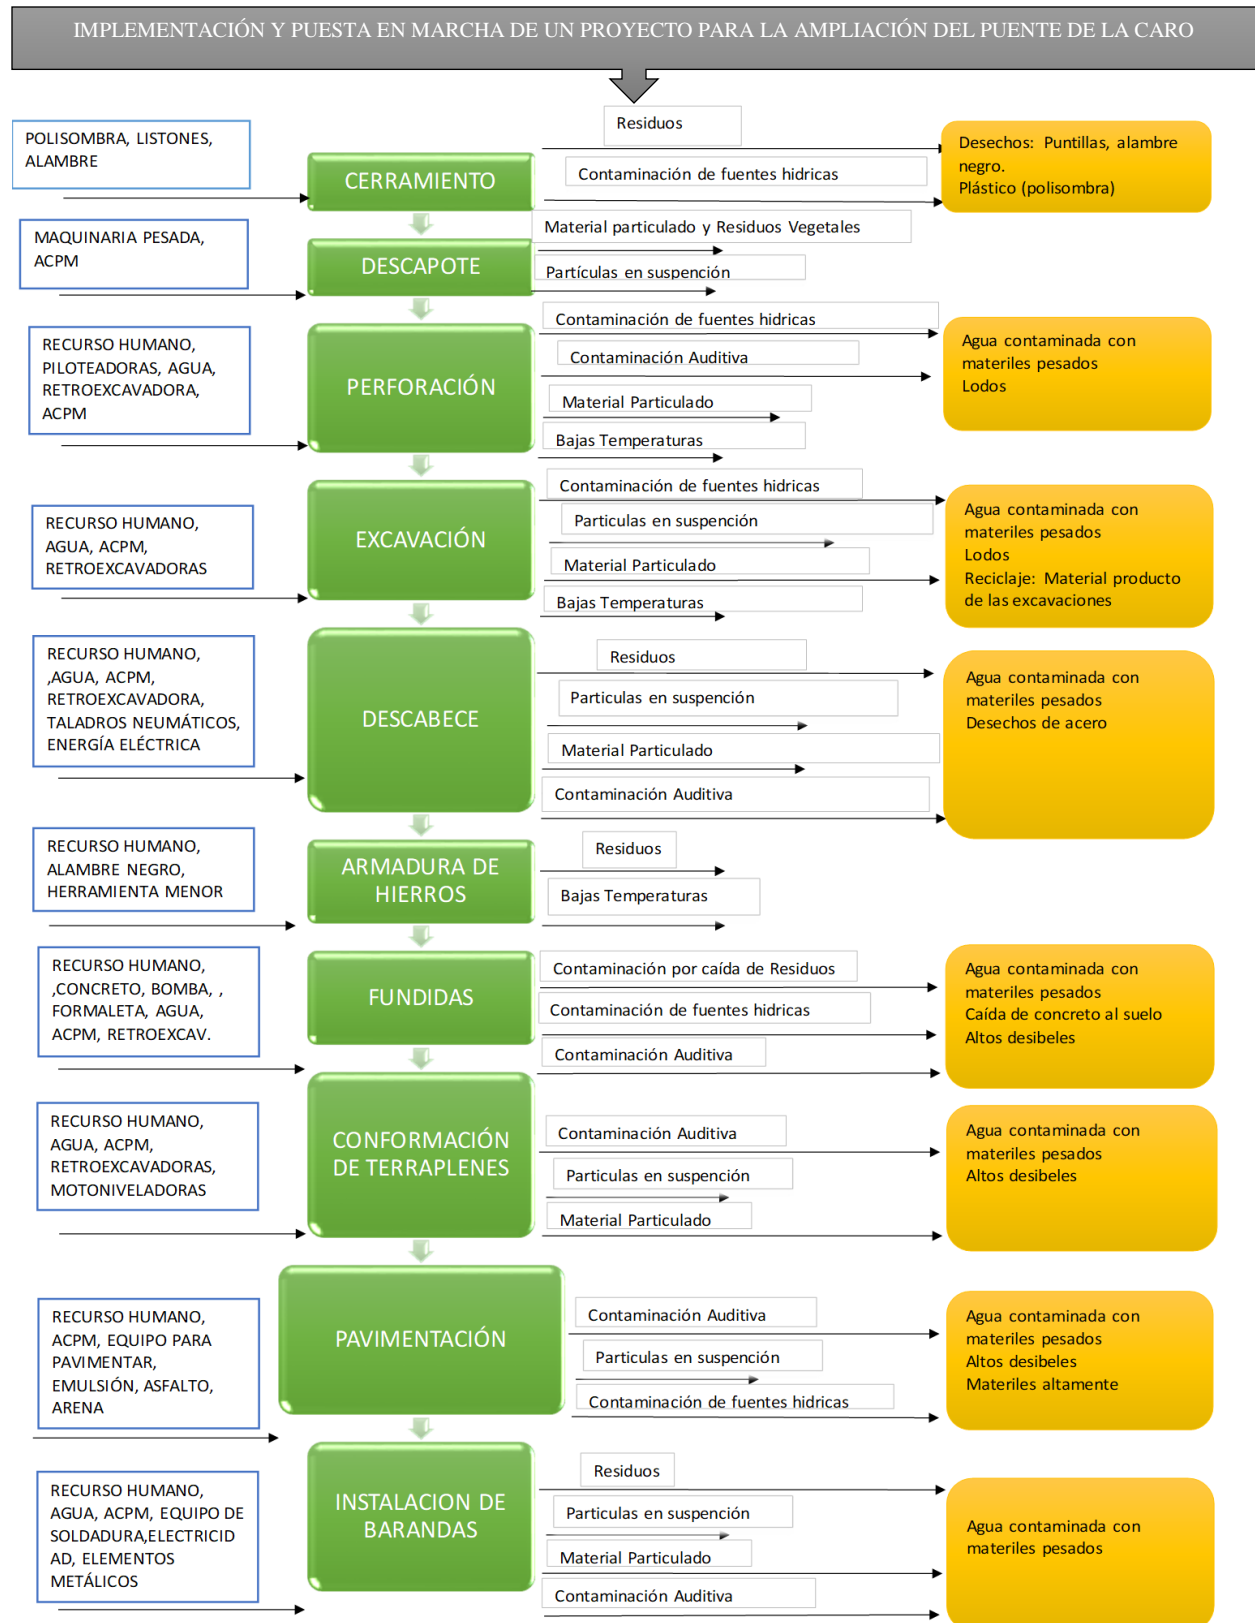 IMPLEMENTACIÓN Y PUESTA EN MARCHA DE UN PROYECTO PARA LA AMPLIACIÓN DEL PUENTE DE LA CARO
POLISOMBRA, LISTONES,
ALAMBRE
CERRAMIENTO
Residuos
Contaminación de fuentes hidricas
Desechos: Puntillas, alambre
negro.
Plástico (polisombra)
MAQUINARIA PESADA,
ACPM
DESCAPOTE
Material particulado y Residuos Vegetales
Partículas en suspención
RECURSO HUMANO,
PILOTEADORAS, AGUA,
RETROEXCAVADORA,
ACPM
PERFORACIÓN
Contaminación de fuentes hidricas
Contaminación Auditiva
Material Particulado
Bajas Temperaturas
Agua contaminada con
materiles pesados
Lodos
RECURSO HUMANO,
AGUA, ACPM,
RETROEXCAVADORAS
EXCAVACIÓN
Contaminación de fuentes hidricas
Particulas en suspención
Material Particulado
Bajas Temperaturas
Agua contaminada con
materiles pesados
Lodos
Reciclaje: Material producto
de las excavaciones
RECURSO HUMANO,
,AGUA, ACPM,
RETROEXCAVADORA,
TALADROS NEUMÁTICOS,
ENERGÍA ELÉCTRICA
DESCABECE
Residuos
Particulas en suspención
Material Particulado
Contaminación Auditiva
Agua contaminada con
materiles pesados
Desechos de acero
RECURSO HUMANO,
ALAMBRE NEGRO,
HERRAMIENTA MENOR
ARMADURA DE
HIERROS
Residuos
Bajas Temperaturas
RECURSO HUMANO,
,CONCRETO, BOMBA, ,
FORMALETA, AGUA,
ACPM, RETROEXCAV.
FUNDIDAS
Contaminación por caída de Residuos
Contaminación de fuentes hidricas
Contaminación Auditiva
Agua contaminada con
materiles pesados
Caída de concreto al suelo
Altos desibeles
RECURSO HUMANO,
AGUA, ACPM,
RETROEXCAVADORAS,
MOTONIVELADORAS
CONFORMACIÓN
DE TERRAPLENES
Contaminación Auditiva
Particulas en suspención
Material Particulado
Agua contaminada con
materiles pesados
Altos desibeles
RECURSO HUMANO,
ACPM, EQUIPO PARA
PAVIMENTAR,
EMULSIÓN, ASFALTO,
ARENA
PAVIMENTACIÓN
Contaminación Auditiva
Particulas en suspención
Contaminación de fuentes hidricas
Agua contaminada con
materiles pesados
Altos desibeles
Materiles altamente
RECURSO HUMANO,
AGUA, ACPM, EQUIPO DE
SOLDADURA,ELECTRICID
AD, ELEMENTOS
METÁLICOS
INSTALACION DE
BARANDAS
Residuos
Particulas en suspención
Material Particulado
Contaminación Auditiva
Agua contaminada con
materiles pesados